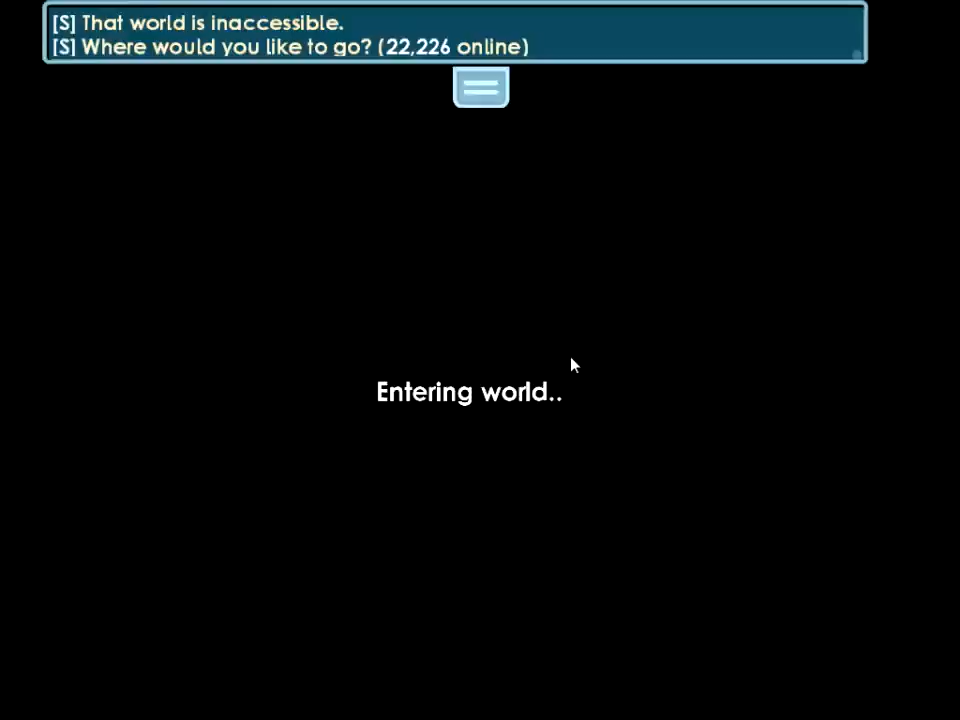 [S] That world is inaccessible.
[S] Where would you like to go? (22,226 online)
Entering world..